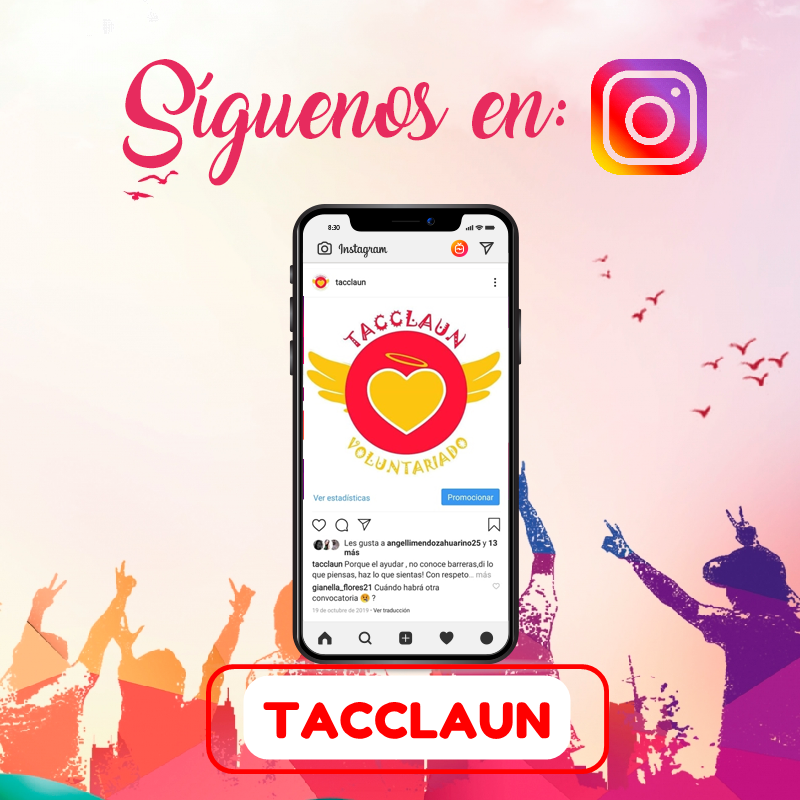 Síguenos en:
8:30
Instagram
tacclaun
TACCLAUN
VOLUNTARIADO
Ver estadísticas
Promocionar
Les gusta a angellimendozahuarino25 y 13
más
tacclaun Porque el ayudar , no conoce barreras,di lo
que piensas, haz lo que sientas! Con respeto... más
gianella_flores21 Cuándo habrá otra
convocatoria ?
19 de octubre de 2019 • Ver traducción
TACCLAUN